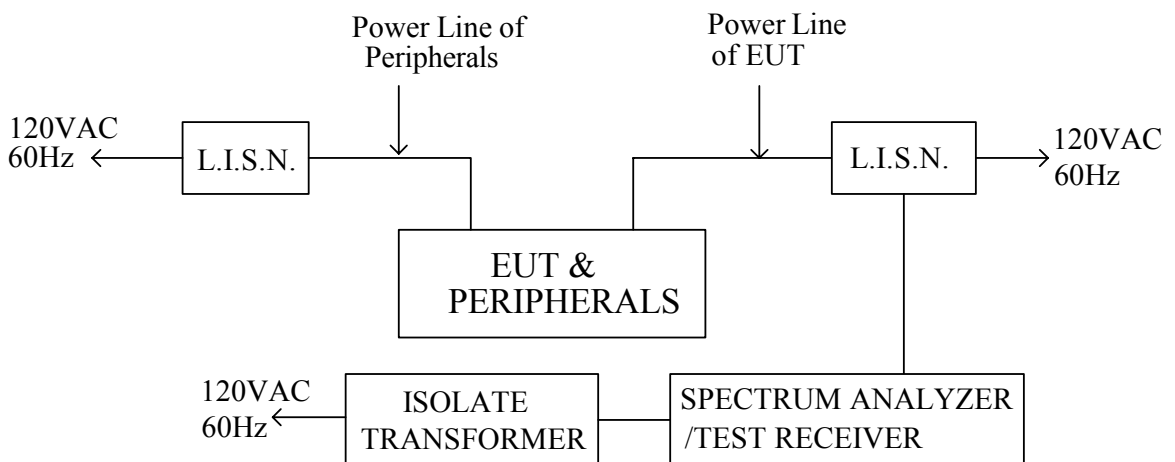 Power Line of
Peripherals
Power Line
of EUT
120VAC
60Hz
L.I.S.N.
L.I.S.N.
120VAC
60Hz
EUT &
PERIPHERALS
120VAC
60Hz
ISOLATE
TRANSFORMER
SPECTRUM ANALYZER
/TEST RECEIVER